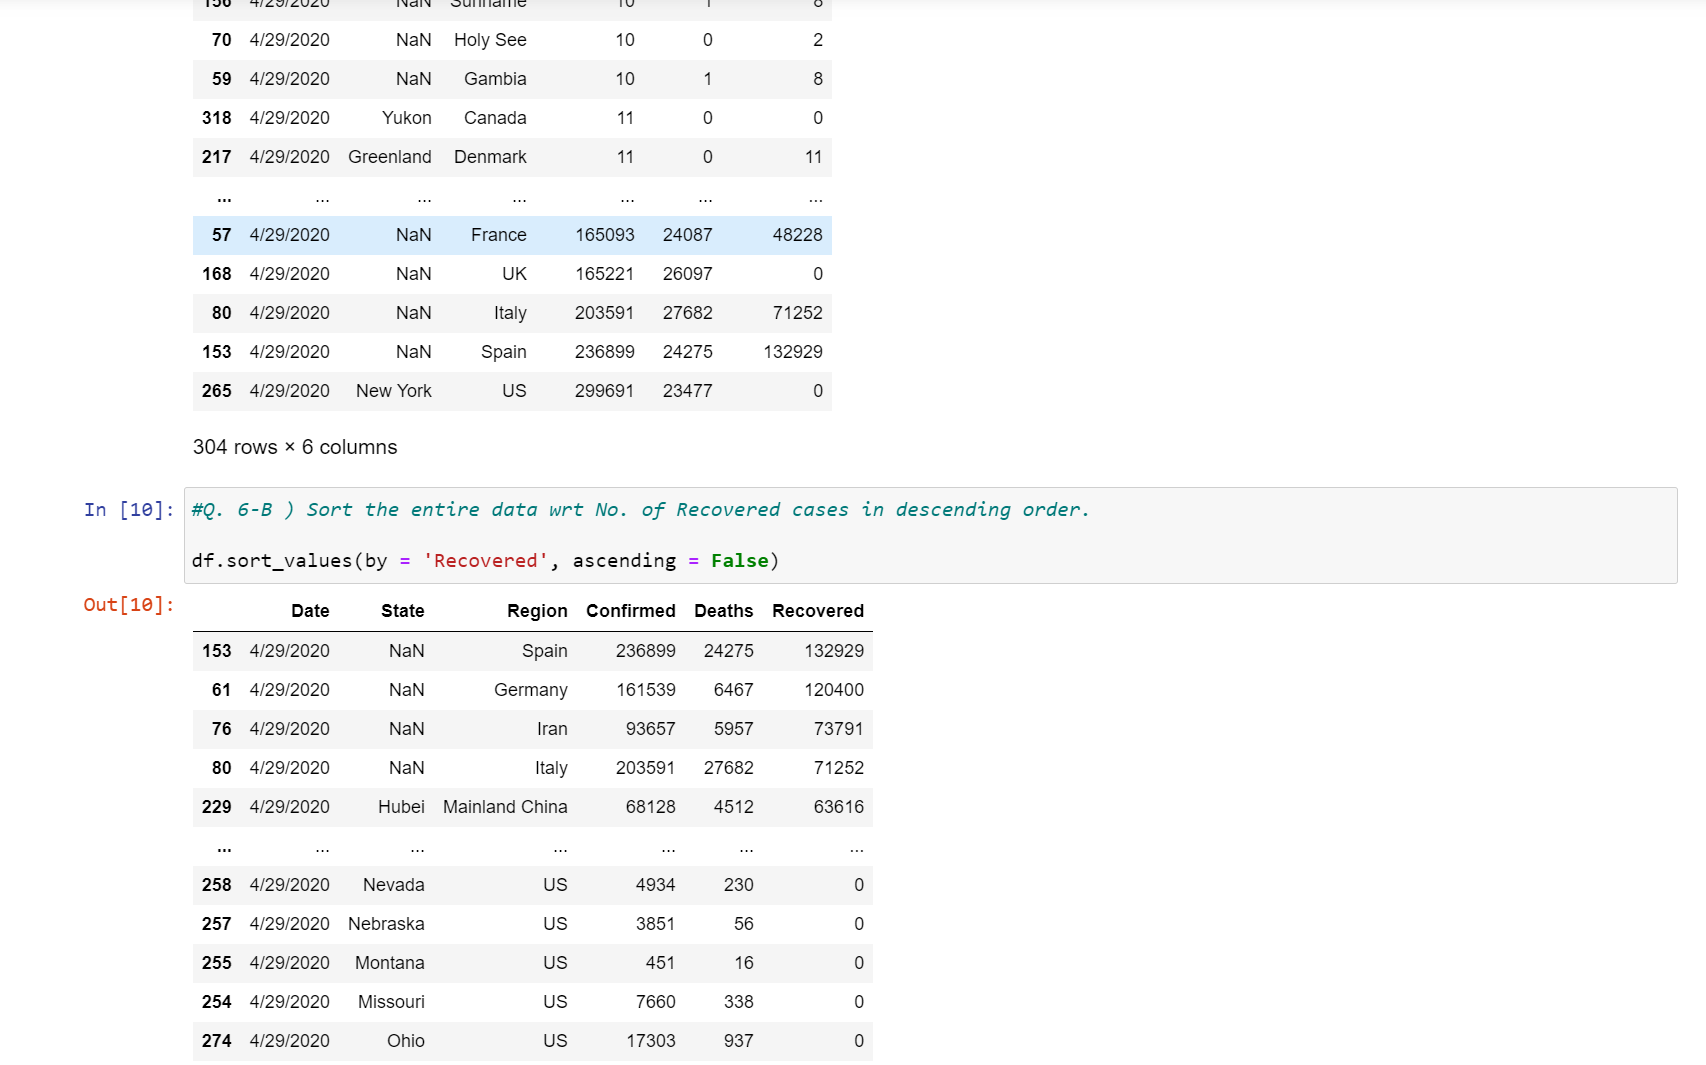 156 4/29/2020 NaN Suriname 10 1 8
70 4/29/2020 NaN Holy See 10 0 2
59 4/29/2020 NaN Gambia 10 1 8
318 4/29/2020 Yukon Canada 11 0 0
217 4/29/2020 Greenland Denmark 11 0 11
... ... ... ... ... ... ...
57 4/29/2020 NaN France 165093 24087 48228
168 4/29/2020 NaN UK 165221 26097 0
80 4/29/2020 NaN Italy 203591 27682 71252
153 4/29/2020 NaN Spain 236899 24275 132929
265 4/29/2020 New York US 299691 23477 0
304 rows × 6 columns
In [10]: #Q. 6-B ) Sort the entire data wrt No. of Recovered cases in descending order.
df.sort_values(by = 'Recovered', ascending = False)
Out[10]:
Date State Region Confirmed Deaths Recovered
153 4/29/2020 NaN Spain 236899 24275 132929
61 4/29/2020 NaN Germany 161539 6467 120400
76 4/29/2020 NaN Iran 93657 5957 73791
80 4/29/2020 NaN Italy 203591 27682 71252
229 4/29/2020 Hubei Mainland China 68128 4512 63616
... ... ... ... ... ... ...
258 4/29/2020 Nevada US 4934 230 0
257 4/29/2020 Nebraska US 3851 56 0
255 4/29/2020 Montana US 451 16 0
254 4/29/2020 Missouri US 7660 338 0
274 4/29/2020 Ohio US 17303 937 0